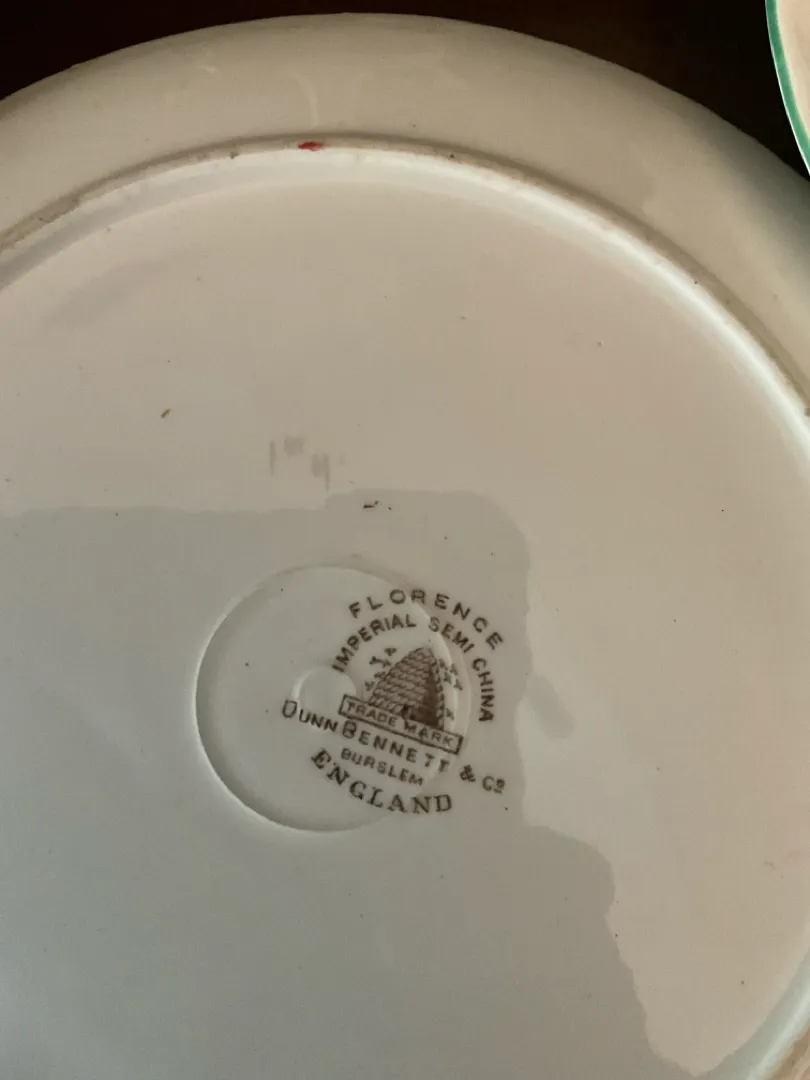 FLORENCE
IMPERIAL SEMI CHINA
TRADE MARK
DUNN BENNETT & Co
BURSLEM
ENGLAND